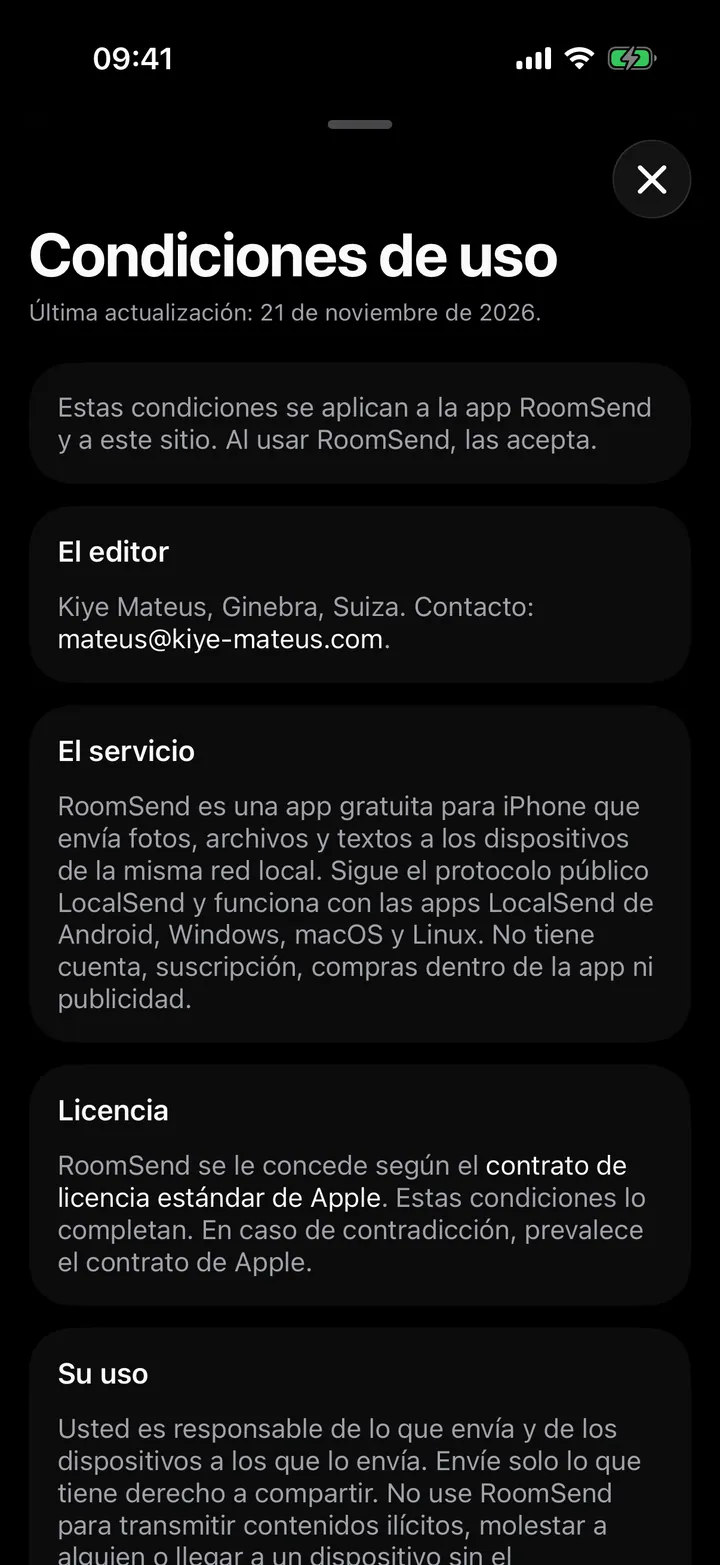 09:41
Condiciones de uso
Última actualización: 21 de noviembre de 2026.
Estas condiciones se aplican a la app RoomSend
y a este sitio. Al usar RoomSend, las acepta.
El editor
Kiye Mateus, Ginebra, Suiza. Contacto:
mateus@kiye-mateus.com.
El servicio
RoomSend es una app gratuita para iPhone que
envía fotos, archivos y textos a los dispositivos
de la misma red local. Sigue el protocolo público
LocalSend y funciona con las apps LocalSend de
Android, Windows, macOS y Linux. No tiene
cuenta, suscripción, compras dentro de la app ni
publicidad.
Licencia
RoomSend se le concede según el contrato de
licencia estándar de Apple. Estas condiciones lo
completan. En caso de contradicción, prevalece
el contrato de Apple.
Su uso
Usted es responsable de lo que envía y de los
dispositivos a los que lo envía. Envíe solo lo que
tiene derecho a compartir. No use RoomSend
para transmitir contenidos ilícitos, molestar a
alguien o llegar a un dispositivo sin el